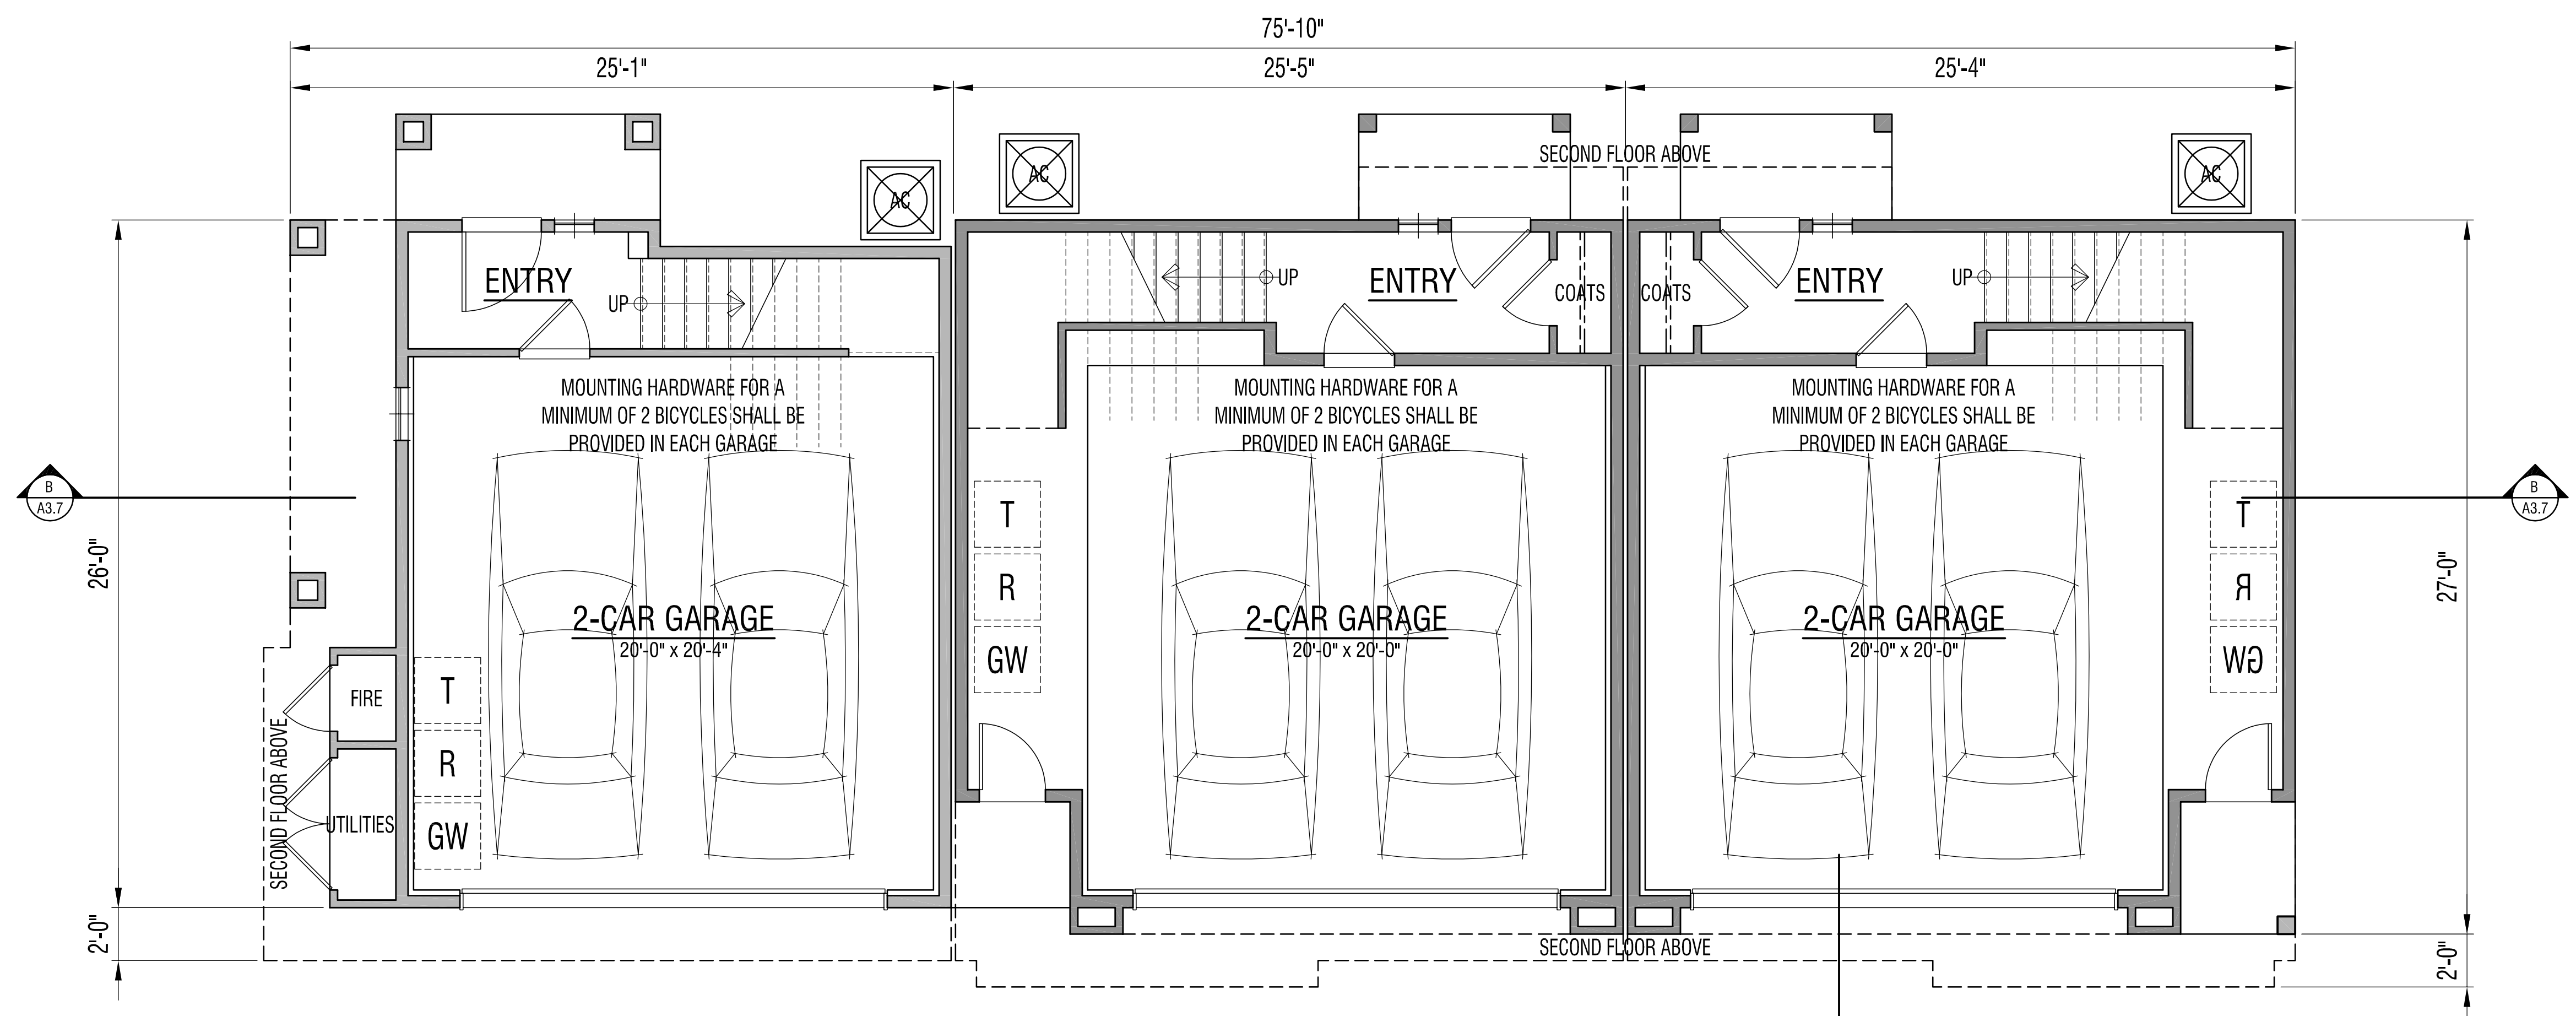 75'-10"
25'-1"
25'-5"
25'-4"
SECOND FLOOR ABOVE
AC
AC
AC
ENTRY
UP
UP
ENTRY
COATS
COATS
ENTRY
UP
MOUNTING HARDWARE FOR A
MINIMUM OF 2 BICYCLES SHALL BE
PROVIDED IN EACH GARAGE
MOUNTING HARDWARE FOR A
MINIMUM OF 2 BICYCLES SHALL BE
PROVIDED IN EACH GARAGE
MOUNTING HARDWARE FOR A
MINIMUM OF 2 BICYCLES SHALL BE
PROVIDED IN EACH GARAGE
B
A3.7
B
A3.7
26'-0"
27'-0"
T
R
GW
T
R
GW
2-CAR GARAGE
20'-0" x 20'-4"
2-CAR GARAGE
20'-0" x 20'-0"
2-CAR GARAGE
20'-0" x 20'-0"
FIRE
UTILITIES
SECOND FLOOR ABOVE
T
R
GW
2'-0"
SECOND FLOOR ABOVE
2'-0"